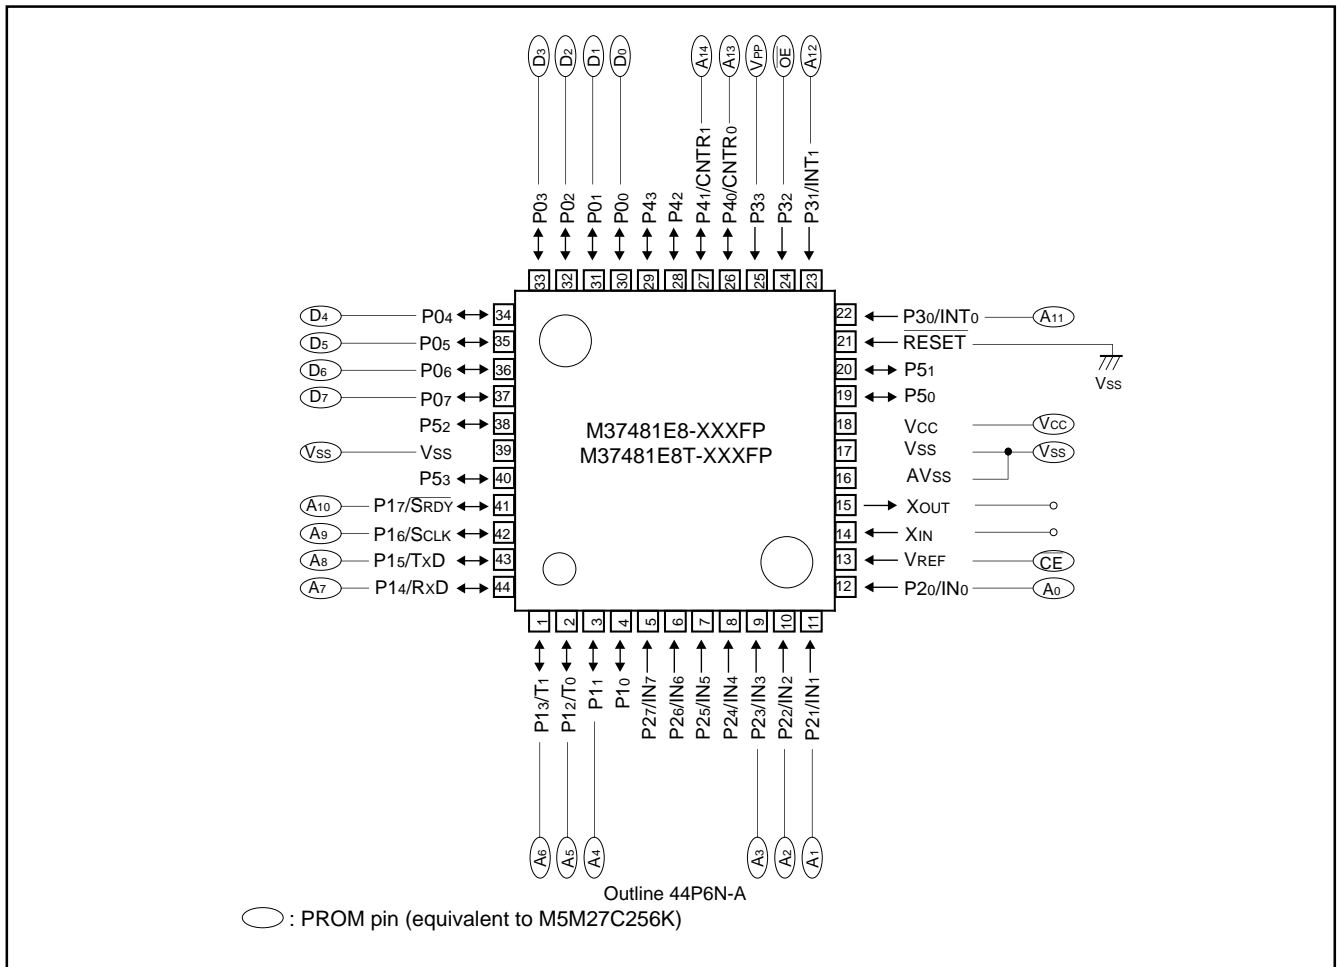 D3 D2 D1 D0 A14 A13 VPP OE A12
P03 P02 P01 P00 P43 P42 P41/CNTR1 P40/CNTR0 P33 P32 P31/INT1
33 32 31 30 29 28 27 26 25 24 23
D4 P04 34 22 P30/INT0 A11
D5 P05 35 21 RESET
D6 P06 36 20 P51
VSS
D7 P07 37 19 P50
P52 38 18 VCC VCC
M37481E8-XXXFP
VSS VSS 39 17 VSS VSS
M37481E8T-XXXFP
P53 40 16 AVSS
A10 P17/SRDY 41 15 XOUT
A9 P16/SCLK 42 14 XIN
A8 P15/TXD 43 13 VREF CE
A7 P14/RXD 44 12 P20/IN0 A0
1 2 3 4 5 6 7 8 9 10 11
P13/T1 P12/T0 P11 P10 P27/IN7 P26/IN6 P25/IN5 P24/IN4 P23/IN3 P22/IN2 P21/IN1
A6 A5 A4 A3 A2 A1
Outline 44P6N-A
: PROM pin (equivalent to M5M27C256K)